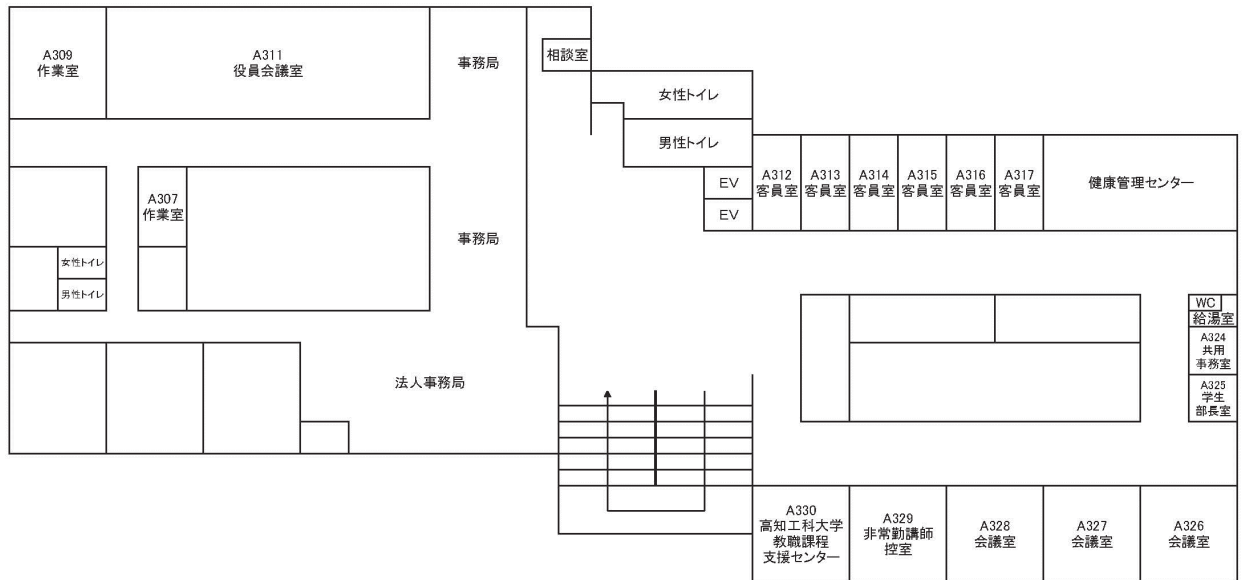 A309
作業室
A311
役員会議室
事務局
相談室
女性トイレ
男性トイレ
EV
EV
A312
客員室
A313
客員室
A314
客員室
A315
客員室
A316
客員室
A317
客員室
健康管理センター
A307
作業室
事務局
女性トイレ
男性トイレ
法人事務局
WC
給湯室
A324
共用
事務室
A325
学生
部長室
A330
高知工科大学
教職課程
支援センター
A329
非常勤講師
控室
A328
会議室
A327
会議室
A326
会議室